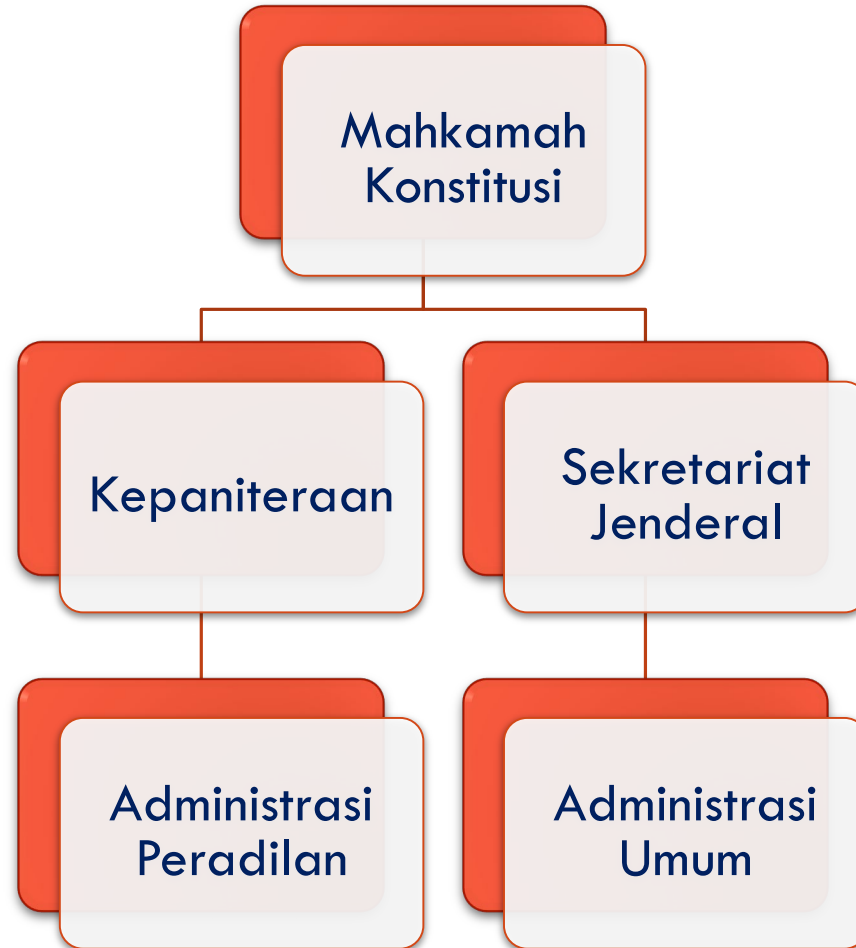 Mahkamah
Konstitusi
Kepaniteraan
Sekretariat
Jenderal
Administrasi
Peradilan
Administrasi
Umum